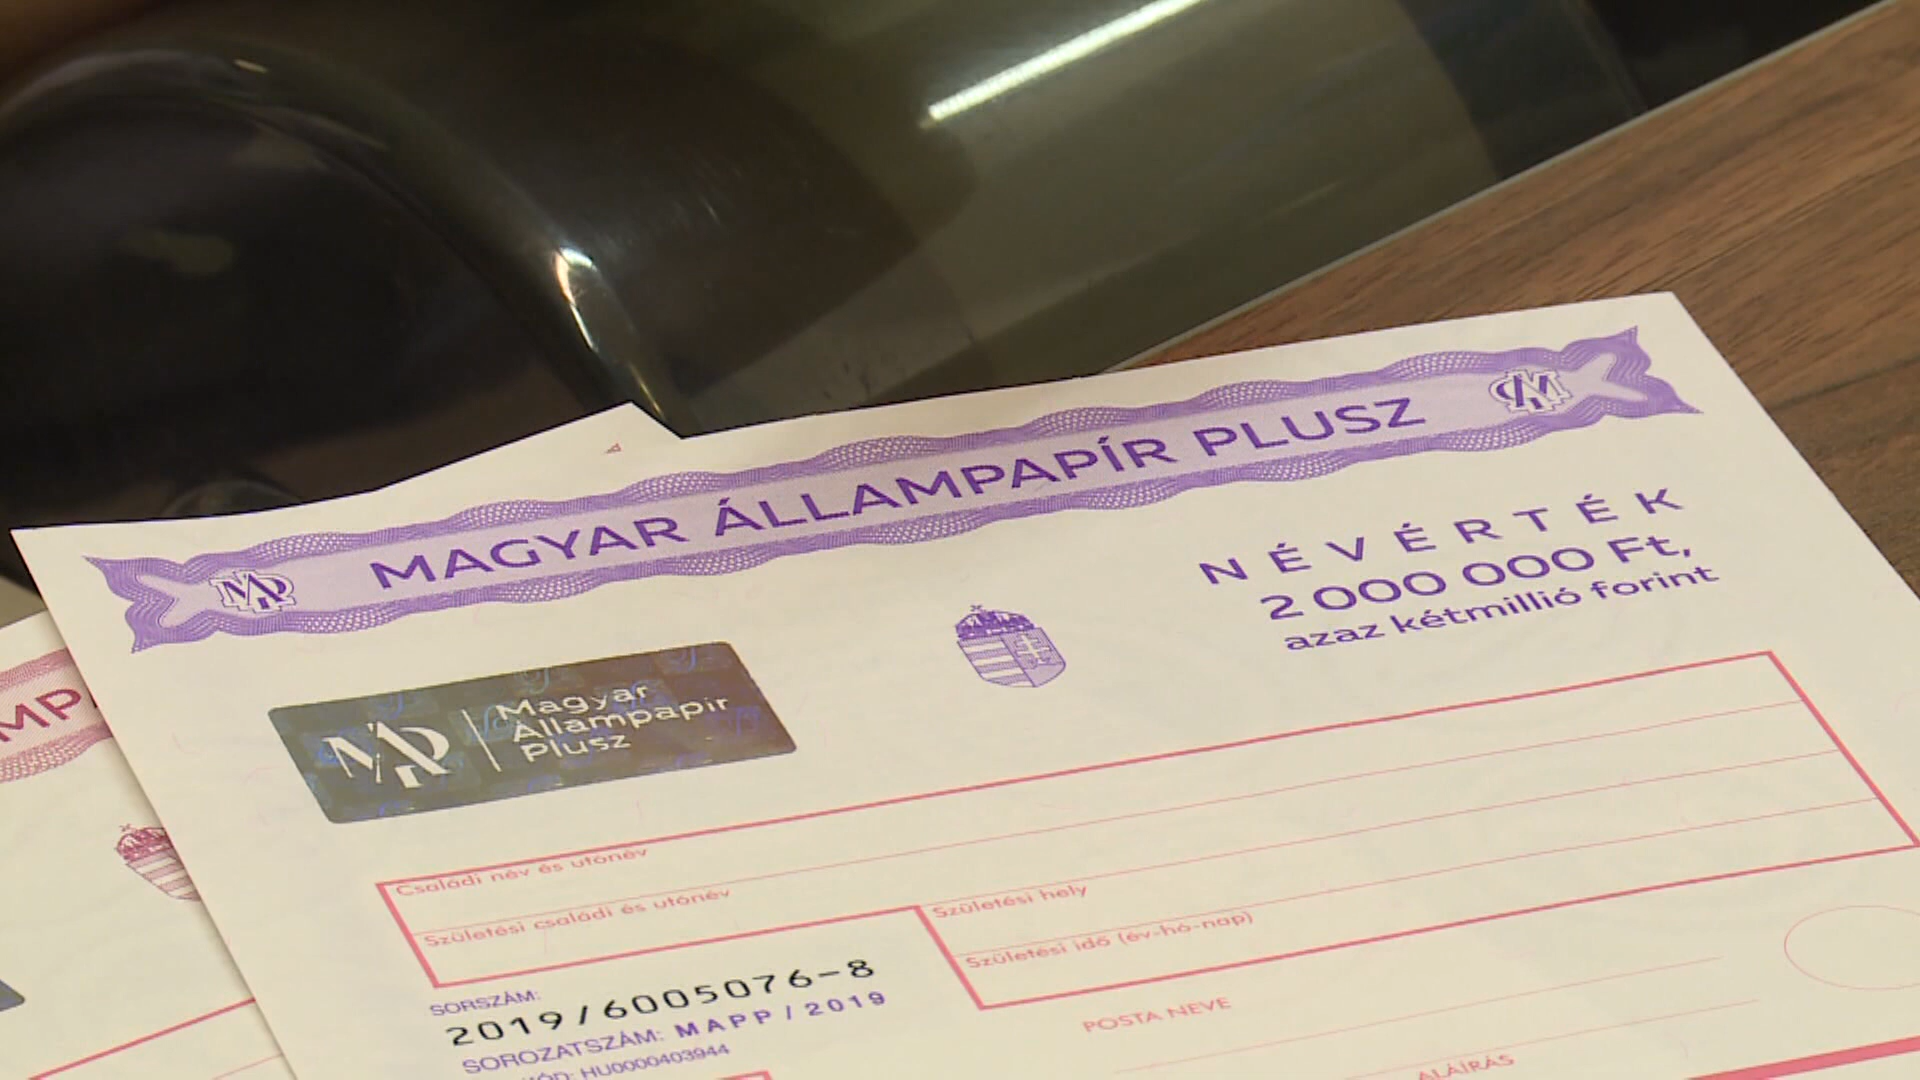 MAGYAR ÁLLAMPAPÍR PLUSZ
NÉVÉRTÉK
2 000 000 Ft,
azaz kétmillió forint
MÁP
Magyar
Állampapír
Plusz
Családi név és utónév
Születési családi és utónév
Születési hely
Születési idő (év-hó-nap)
SORSZÁM:
2019/6005076-8
SOROZATSZÁM: MAPP/2019
KÓD: HU0000403944
POSTA NEVE
ALÁÍRÁS